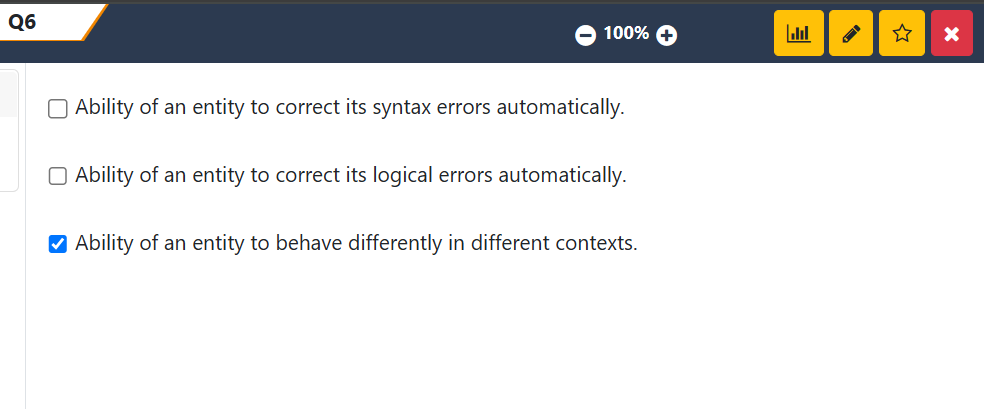 Q6
100%
Ability of an entity to correct its syntax errors automatically.
Ability of an entity to correct its logical errors automatically.
Ability of an entity to behave differently in different contexts.